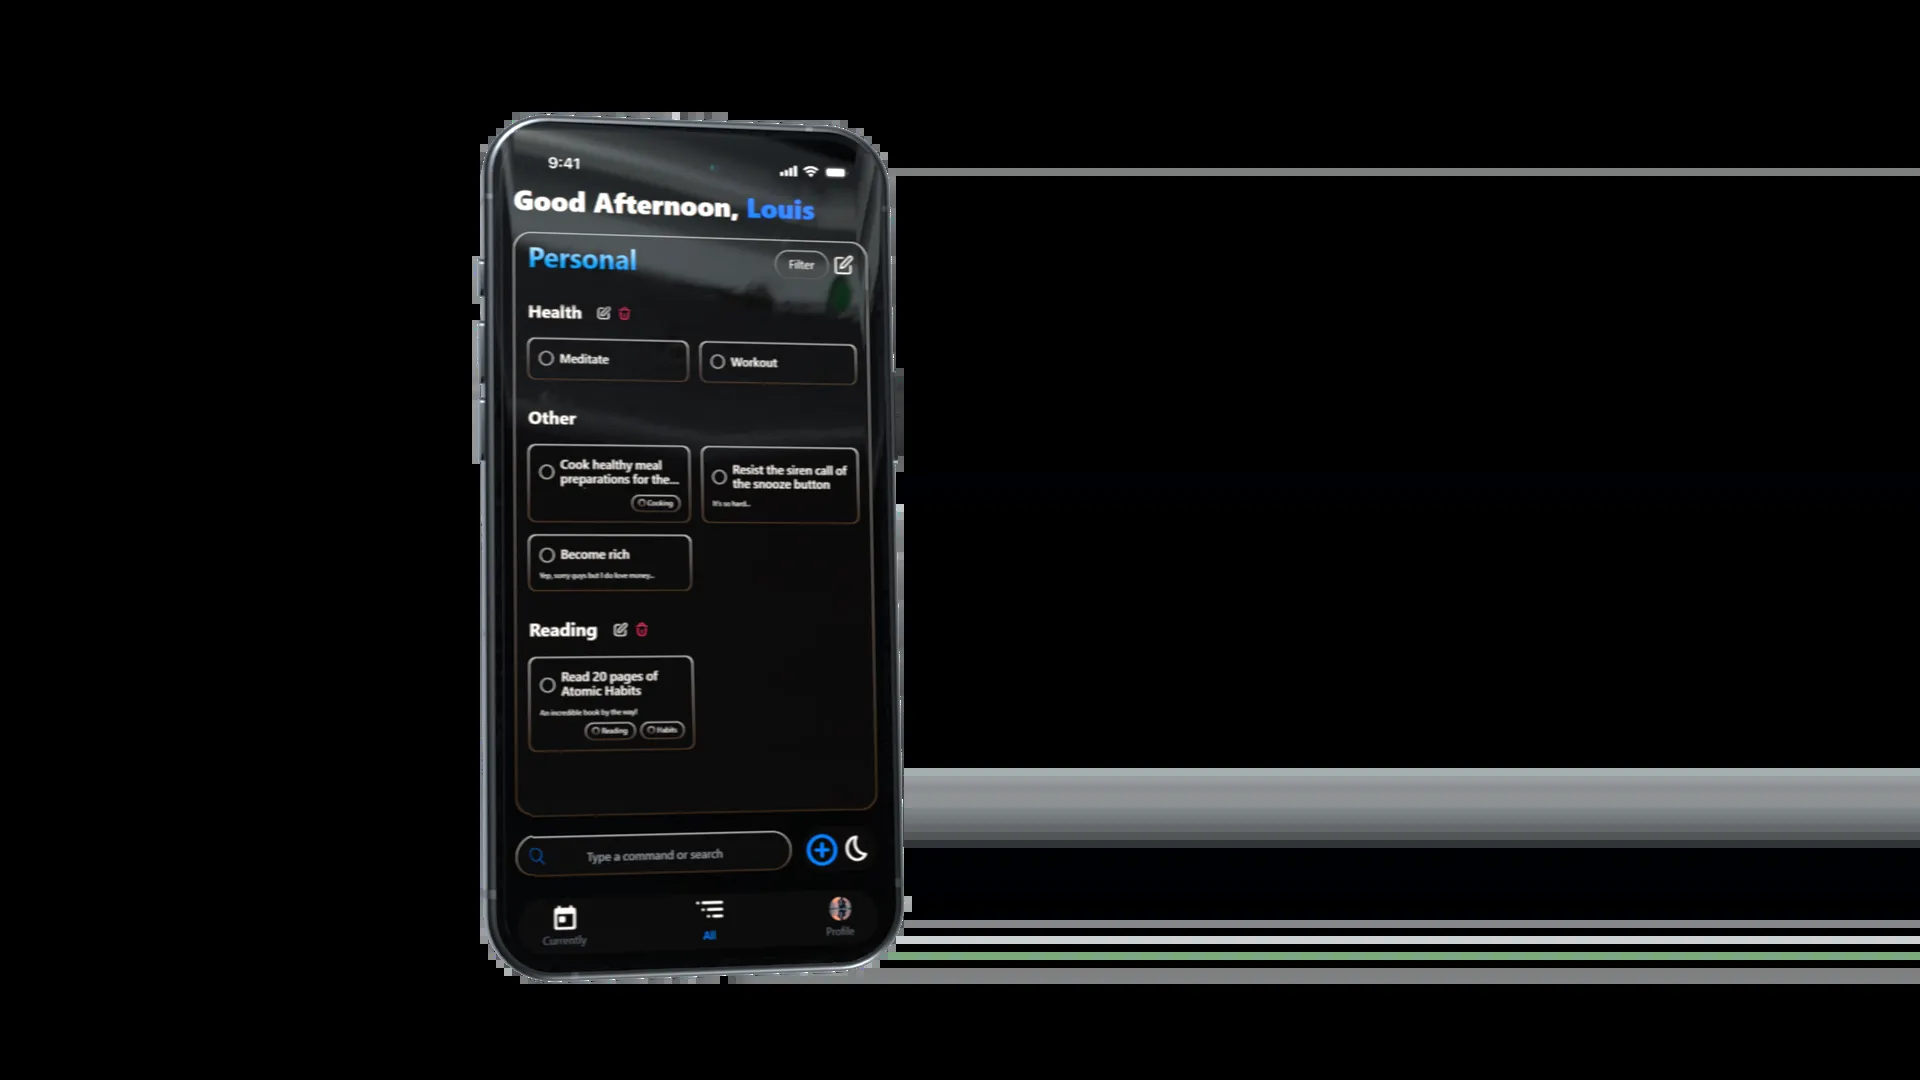 9:41
Good Afternoon, Louis
Personal
Filter
Health
Meditate
Workout
Other
Cook healthy meal
preparations for the...
Cooking
Resist the siren call of
the snooze button
It's so hard...
Become rich
Yep, sorry guys but I do love money...
Reading
Read 20 pages of
Atomic Habits
An incredible book by the way!
Reading
Habits
Type a command or search
Currently
All
Profile